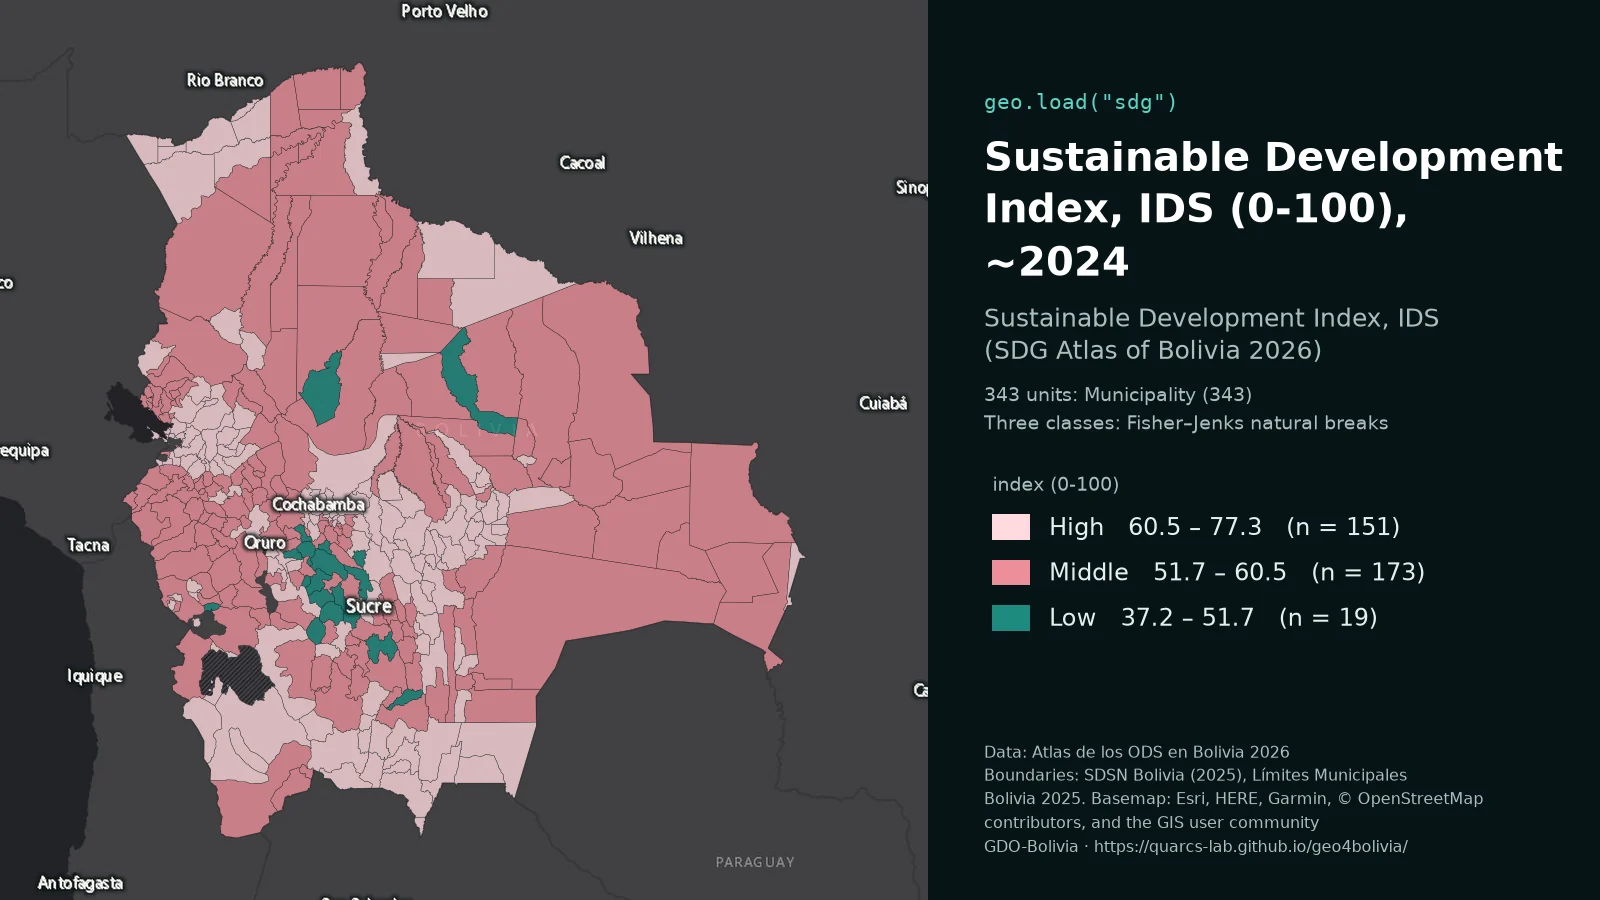 Porto Velho
Rio Branco
Cacoal
Vilhena
Cuiabá
BOLIVIA
Cochabamba
Oruro
Tacna
Sucre
Iquique
PARAGUAY
Antofagasta
geo.load("sdg")
Sustainable Development
Index, IDS (0-100),
~2024
Sustainable Development Index, IDS
(SDG Atlas of Bolivia 2026)
343 units: Municipality (343)
Three classes: Fisher–Jenks natural breaks
index (0-100)
High 60.5 – 77.3 (n = 151)
Middle 51.7 – 60.5 (n = 173)
Low 37.2 – 51.7 (n = 19)
Data: Atlas de los ODS en Bolivia 2026
Boundaries: SDSN Bolivia (2025), Límites Municipales
Bolivia 2025. Basemap: Esri, HERE, Garmin, © OpenStreetMap
contributors, and the GIS user community
GDO-Bolivia · https://quarcs-lab.github.io/geo4bolivia/